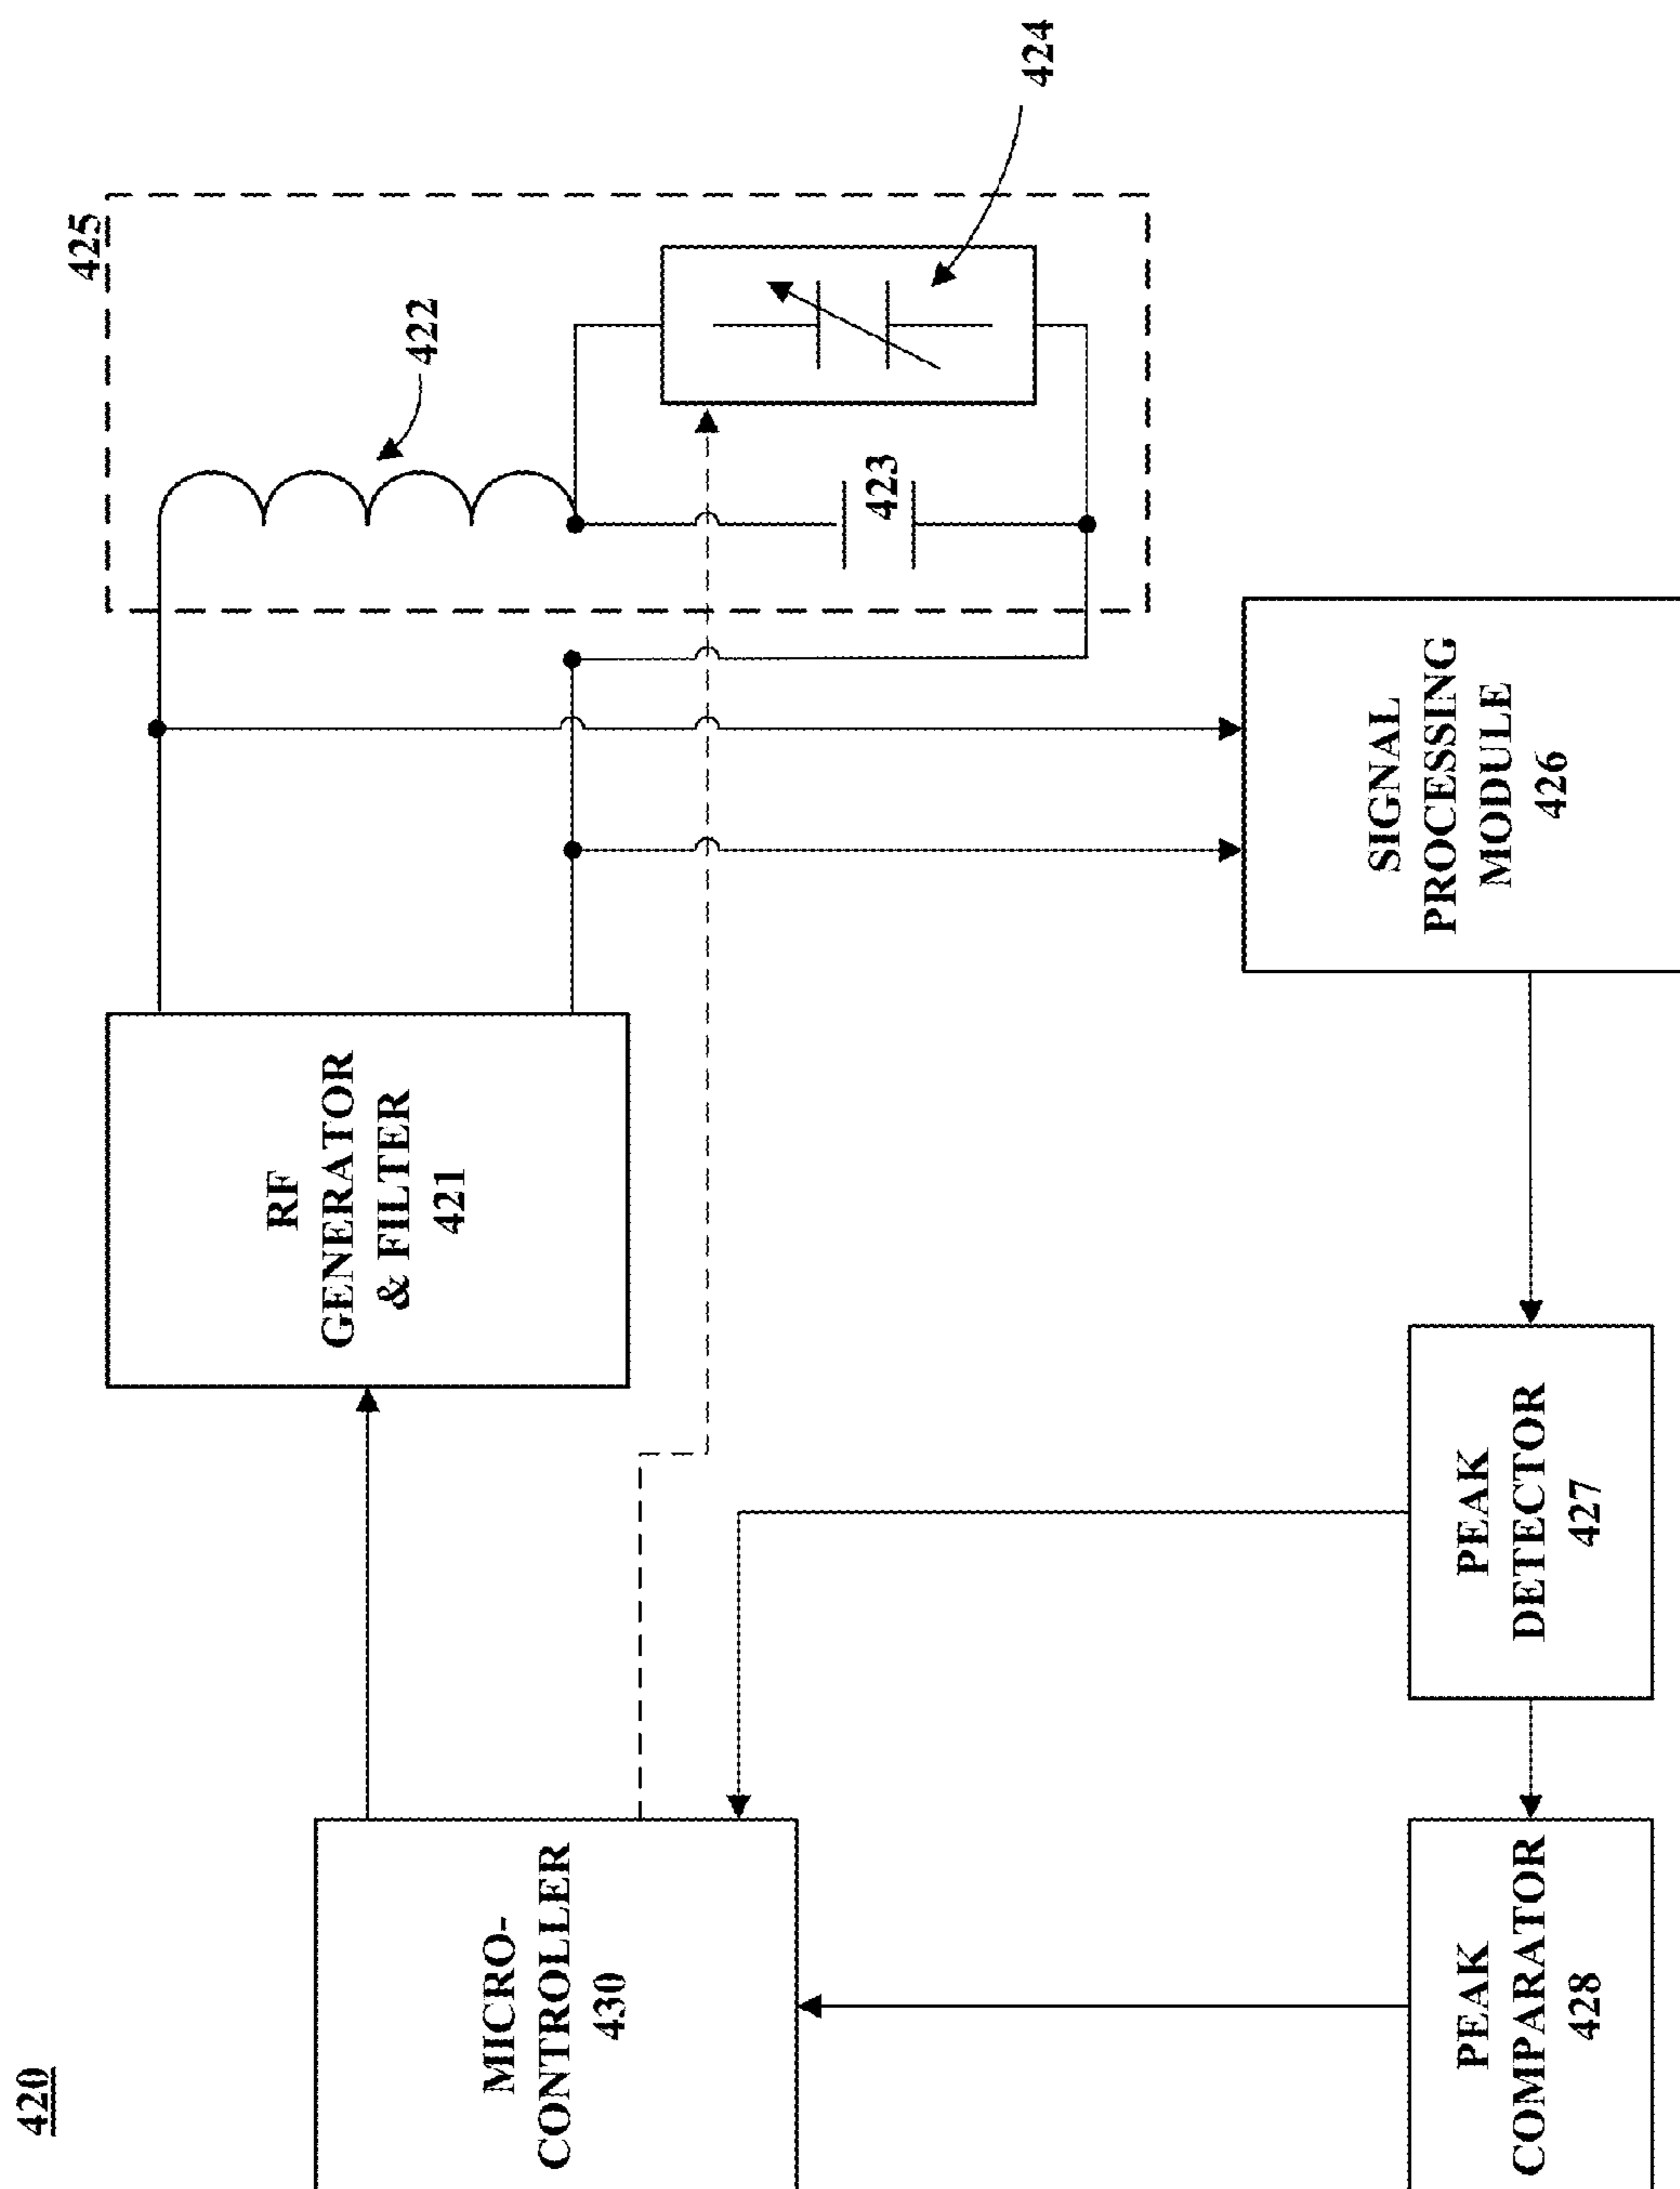 420
MICRO-
CONTROLLER
430
RF
GENERATOR
& FILTER
421
425
422
423
424
PEAK
COMPARATOR
428
PEAK
DETECTOR
427
SIGNAL
PROCESSING
MODULE
426